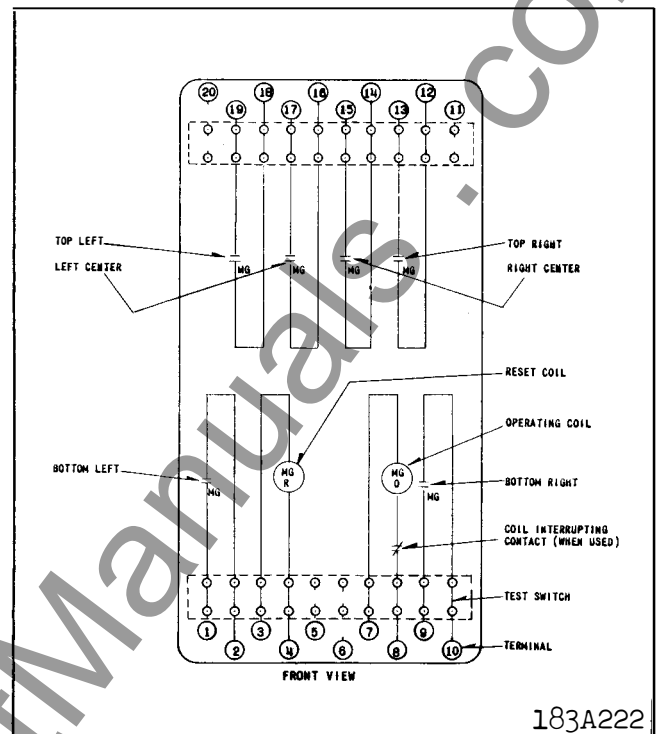 20 18 16 14 12
19 17 15 13 11
TOP LEFT
LEFT CENTER
MG MG MG MG
TOP RIGHT
RIGHT CENTER
RESET COIL
OPERATING COIL
BOTTOM LEFT
MG
MG
R
MG
O
MG
BOTTOM RIGHT
COIL INTERRUPTING
CONTACT (WHEN USED)
TEST SWITCH
1 3 5 7 9
2 4 6 8 10
TERMINAL
FRONT VIEW
183A222
Manuals . co